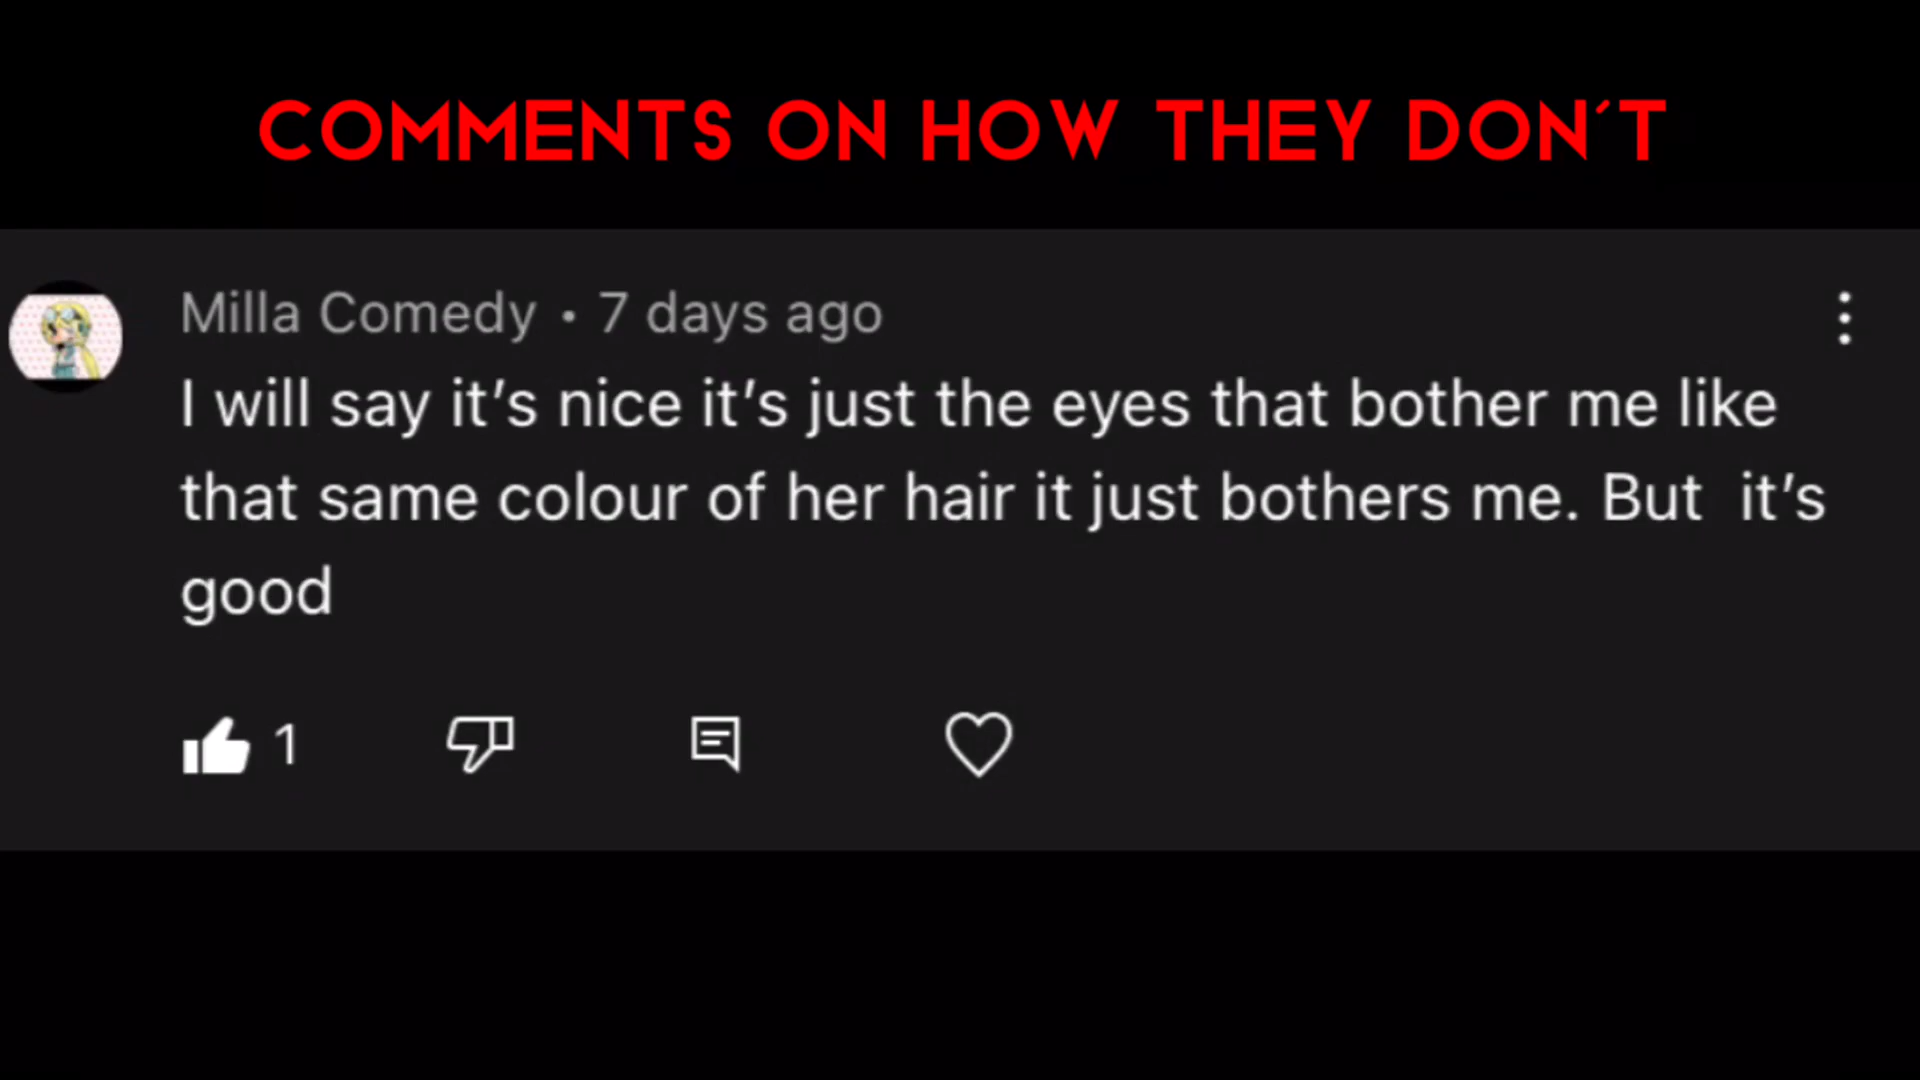 COMMENTS ON HOW THEY DON´T
Milla Comedy • 7 days ago
I will say it’s nice it’s just the eyes that bother me like
that same colour of her hair it just bothers me. But  it’s
good
1